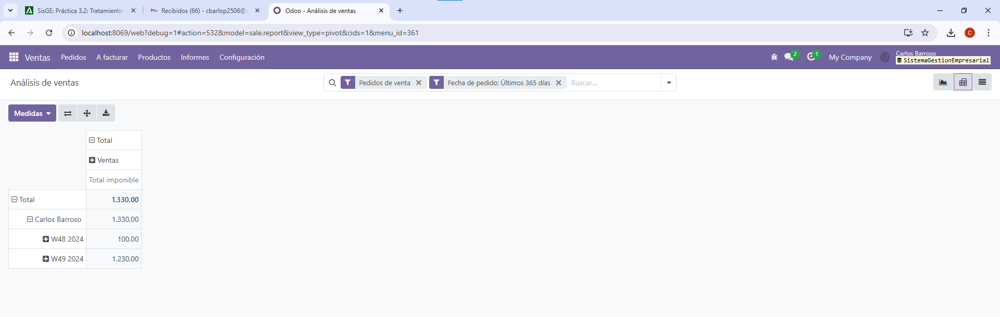 SisGE: Práctica 3.2: Tratamiento
Recibidos (66) - cbarlop2506@
Odoo - Análisis de ventas
localhost:8069/web?debug=1#action=532&model=sale.report&view_type=pivot&cids=1&menu_id=361
C
Ventas Pedidos A facturar Productos Informes Configuración
2 1 My Company Carlos Barroso
SistemaGestionEmpresarial
Análisis de ventas
Pedidos de venta
Fecha de pedido: Últimos 365 días
Buscar...
Medidas
Total
Ventas
Total imponible
Total 1.330,00
Carlos Barroso 1.330,00
W48 2024 100,00
W49 2024 1.230,00